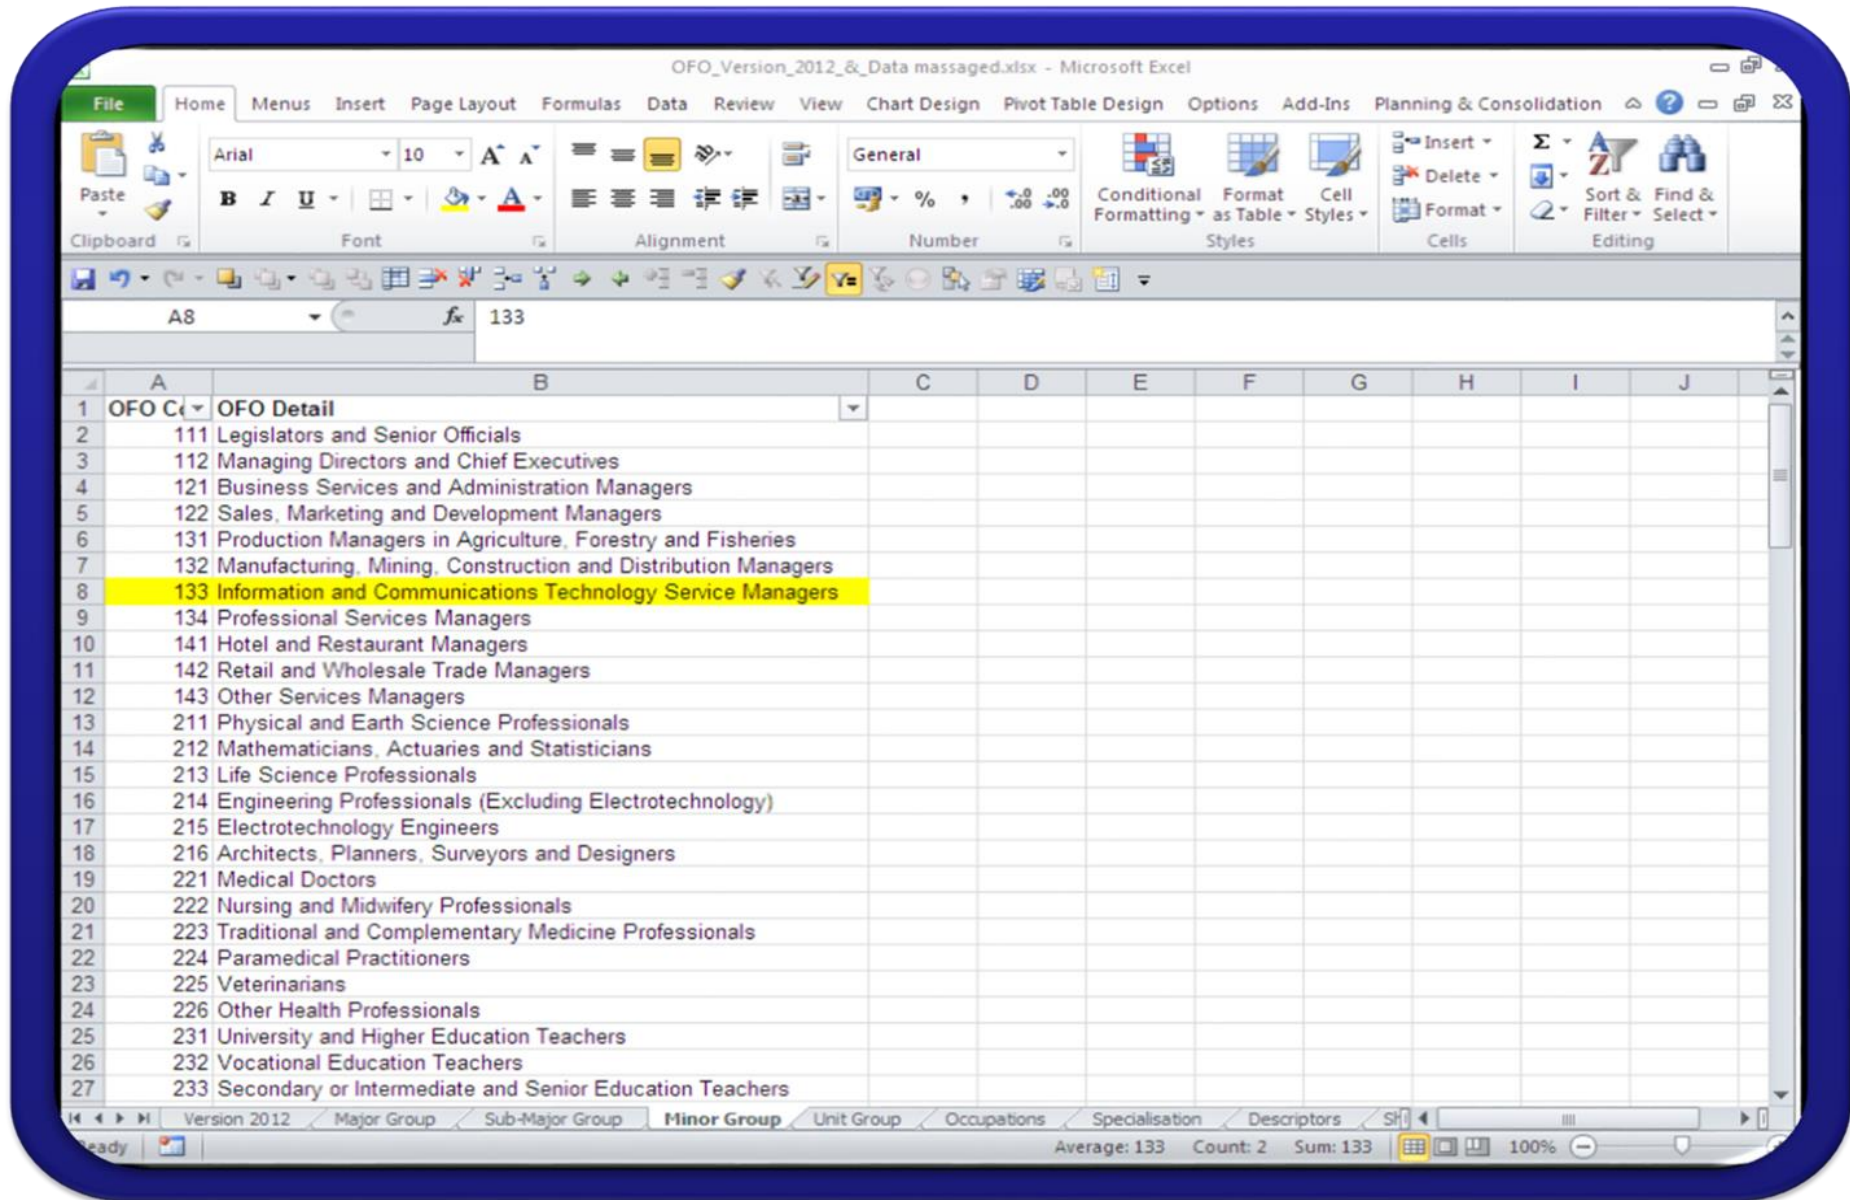 OFO_Version_2012_&_Data massaged.xlsx - Microsoft Excel
File Home Menus Insert Page Layout Formulas Data Review View Chart Design Pivot Table Design Options Add-Ins Planning & Consolidation
Arial 10 General
Paste
B I U % ,
Conditional Formatting
Format as Table
Cell Styles
Insert
Delete
Format
Σ
Sort & Filter
Find & Select
Clipboard Font Alignment Number Styles Cells Editing
A8 fx 133
A B C D E F G H I J
1 OFO Co OFO Detail
2 111 Legislators and Senior Officials
3 112 Managing Directors and Chief Executives
4 121 Business Services and Administration Managers
5 122 Sales, Marketing and Development Managers
6 131 Production Managers in Agriculture, Forestry and Fisheries
7 132 Manufacturing, Mining, Construction and Distribution Managers
8 133 Information and Communications Technology Service Managers
9 134 Professional Services Managers
10 141 Hotel and Restaurant Managers
11 142 Retail and Wholesale Trade Managers
12 143 Other Services Managers
13 211 Physical and Earth Science Professionals
14 212 Mathematicians, Actuaries and Statisticians
15 213 Life Science Professionals
16 214 Engineering Professionals (Excluding Electrotechnology)
17 215 Electrotechnology Engineers
18 216 Architects, Planners, Surveyors and Designers
19 221 Medical Doctors
20 222 Nursing and Midwifery Professionals
21 223 Traditional and Complementary Medicine Professionals
22 224 Paramedical Practitioners
23 225 Veterinarians
24 226 Other Health Professionals
25 231 University and Higher Education Teachers
26 232 Vocational Education Teachers
27 233 Secondary or Intermediate and Senior Education Teachers
Version 2012 Major Group Sub-Major Group Minor Group Unit Group Occupations Specialisation Descriptors Sh
eady Average: 133 Count: 2 Sum: 133 100%